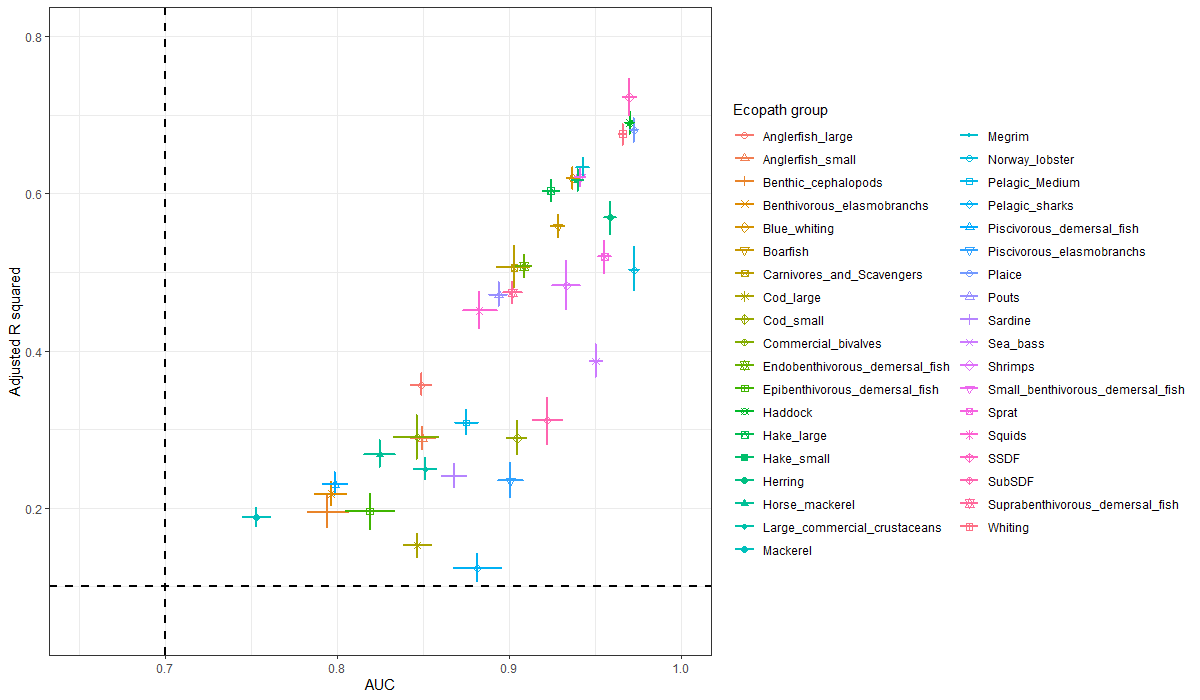 0.8
0.6
0.4
0.2
Adjusted R squared
0.7
0.8
0.9
1.0
AUC
Ecopath group
Anglerfish_large
Anglerfish_small
Benthic_cephalopods
Benthivorous_elasmobranchs
Blue_whiting
Boarfish
Carnivores_and_Scavengers
Cod_large
Cod_small
Commercial_bivalves
Endobenthivorous_demersal_fish
Epibenthivorous_demersal_fish
Haddock
Hake_large
Hake_small
Herring
Horse_mackerel
Large_commercial_crustaceans
Mackerel
Megrim
Norway_lobster
Pelagic_Medium
Pelagic_sharks
Piscivorous_demersal_fish
Piscivorous_elasmobranchs
Plaice
Pouts
Sardine
Sea_bass
Shrimps
Small_benthivorous_demersal_fish
Sprat
Squids
SSDF
SubSDF
Suprabenthivorous_demersal_fish
Whiting